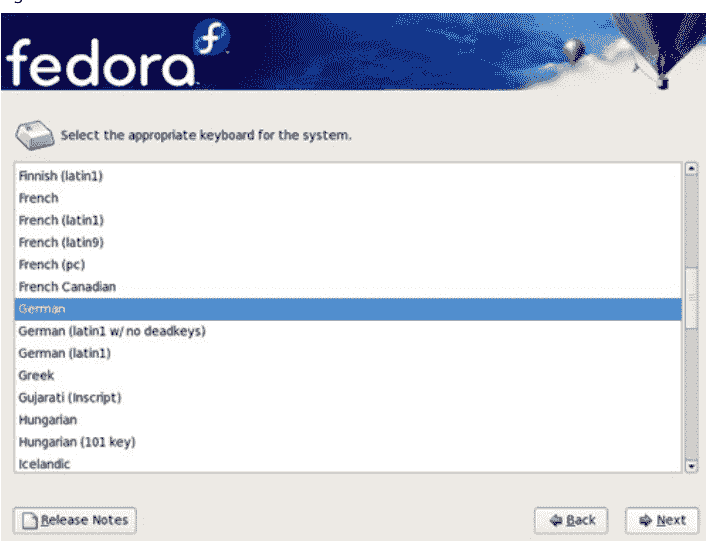 fedora
Select the appropriate keyboard for the system.
Finnish (latin1)
French
French (latin1)
French (latin9)
French (pc)
French Canadian
German
German (latin1 w/ no deadkeys)
German (latin1)
Greek
Gujarati (Inscript)
Hungarian
Hungarian (101 key)
Icelandic
Release Notes
Back
Next